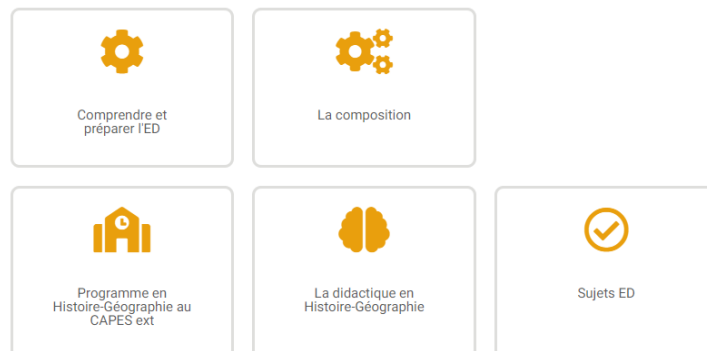 Comprendre et
préparer l'ED
La composition
Programme en
Histoire-Géographie au
CAPES ext
La didactique en
Histoire-Géographie
Sujets ED